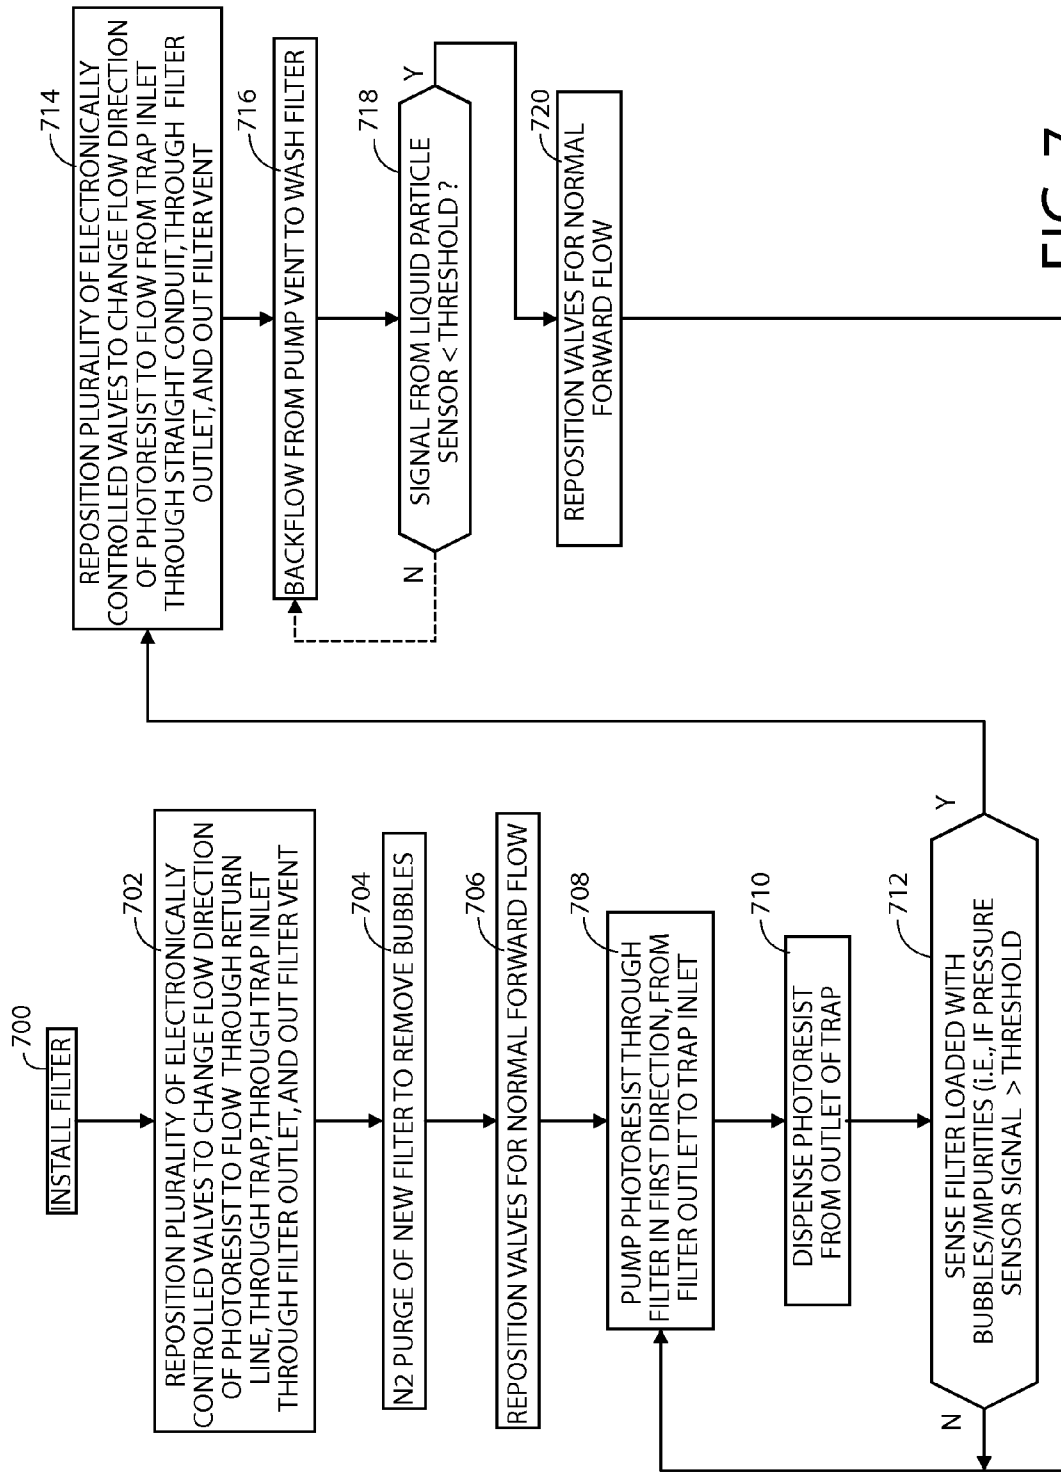 700
INSTALL FILTER
702
REPOSITION PLURALITY OF ELECTRONICALLY
CONTROLLED VALVES TO CHANGE FLOW DIRECTION
OF PHOTORESIST TO FLOW THROUGH RETURN
LINE, THROUGH TRAP, THROUGH TRAP INLET
THROUGH FILTER OUTLET, AND OUT FILTER VENT
704
N2 PURGE OF NEW FILTER TO REMOVE BUBBLES
706
REPOSITION VALVES FOR NORMAL FORWARD FLOW
708
PUMP PHOTORESIST THROUGH
FILTER IN FIRST DIRECTION, FROM
FILTER OUTLET TO TRAP INLET
710
DISPENSE PHOTORESIST
FROM OUTLET OF TRAP
712
SENSE FILTER LOADED WITH
BUBBLES/IMPURITIES (i.E., IF PRESSURE
SENSOR SIGNAL > THRESHOLD
N
Y
714
REPOSITION PLURALITY OF ELECTRONICALLY
CONTROLLED VALVES TO CHANGE FLOW DIRECTION
OF PHOTORESIST TO FLOW FROM TRAP INLET
THROUGH STRAIGHT CONDUIT, THROUGH FILTER
OUTLET, AND OUT FILTER VENT
716
BACKFLOW FROM PUMP VENT TO WASH FILTER
718
SIGNAL FROM LIQUID PARTICLE
SENSOR < THRESHOLD ?
N
Y
720
REPOSITION VALVES FOR NORMAL
FORWARD FLOW
FIG. 7